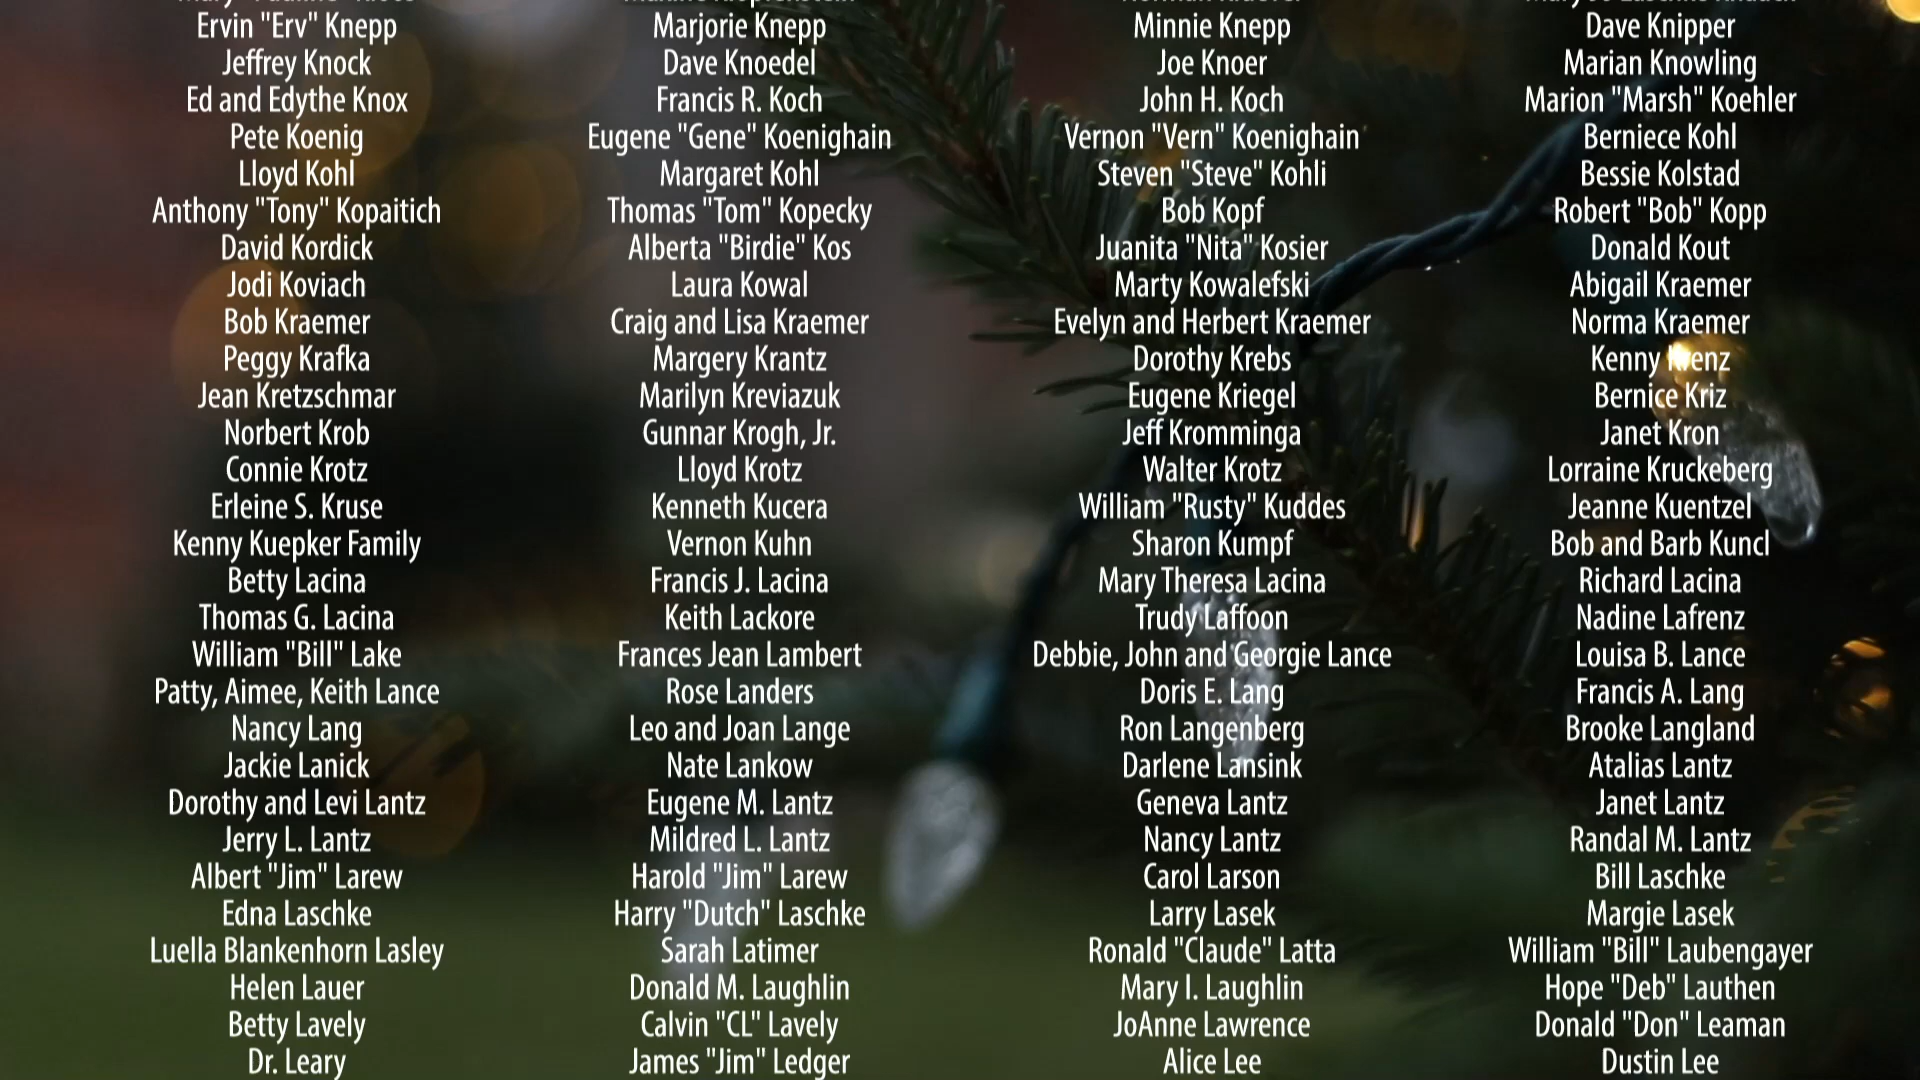 Ervin "Erv" Knepp Marjorie Knepp Minnie Knepp Dave Knipper
Jeffrey Knock Dave Knoedel Joe Knoer Marian Knowling
Ed and Edythe Knox Francis R. Koch John H. Koch Marion "Marsh" Koehler
Pete Koenig Eugene "Gene" Koenighain Vernon "Vern" Koenighain Berniece Kohl
Lloyd Kohl Margaret Kohl Steven "Steve" Kohli Bessie Kolstad
Anthony "Tony" Kopaitich Thomas "Tom" Kopecky Bob Kopf Robert "Bob" Kopp
David Kordick Alberta "Birdie" Kos Juanita "Nita" Kosier Donald Kout
Jodi Koviach Laura Kowal Marty Kowalefski Abigail Kraemer
Bob Kraemer Craig and Lisa Kraemer Evelyn and Herbert Kraemer Norma Kraemer
Peggy Krafka Margery Krantz Dorothy Krebs Kenny Krenz
Jean Kretzschmar Marilyn Kreviazuk Eugene Kriegel Bernice Kriz
Norbert Krob Gunnar Krogh, Jr. Jeff Kromminga Janet Kron
Connie Krotz Lloyd Krotz Walter Krotz Lorraine Kruckeberg
Erleine S. Kruse Kenneth Kucera William "Rusty" Kuddes Jeanne Kuentzel
Kenny Kuepker Family Vernon Kuhn Sharon Kumpf Bob and Barb Kuncl
Betty Lacina Francis J. Lacina Mary Theresa Lacina Richard Lacina
Thomas G. Lacina Keith Lackore Trudy Laffoon Nadine Lafrenz
William "Bill" Lake Frances Jean Lambert Debbie, John and Georgie Lance Louisa B. Lance
Patty, Aimee, Keith Lance Rose Landers Doris E. Lang Francis A. Lang
Nancy Lang Leo and Joan Lange Ron Langenberg Brooke Langland
Jackie Lanick Nate Lankow Darlene Lansink Atalias Lantz
Dorothy and Levi Lantz Eugene M. Lantz Geneva Lantz Janet Lantz
Jerry L. Lantz Mildred L. Lantz Nancy Lantz Randal M. Lantz
Albert "Jim" Larew Harold "Jim" Larew Carol Larson Bill Laschke
Edna Laschke Harry "Dutch" Laschke Larry Lasek Margie Lasek
Luella Blankenhorn Lasley Sarah Latimer Ronald "Claude" Latta William "Bill" Laubengayer
Helen Lauer Donald M. Laughlin Mary I. Laughlin Hope "Deb" Lauthen
Betty Lavely Calvin "CL" Lavely JoAnne Lawrence Donald "Don" Leaman
Dr. Leary James "Jim" Ledger Alice Lee Dustin Lee